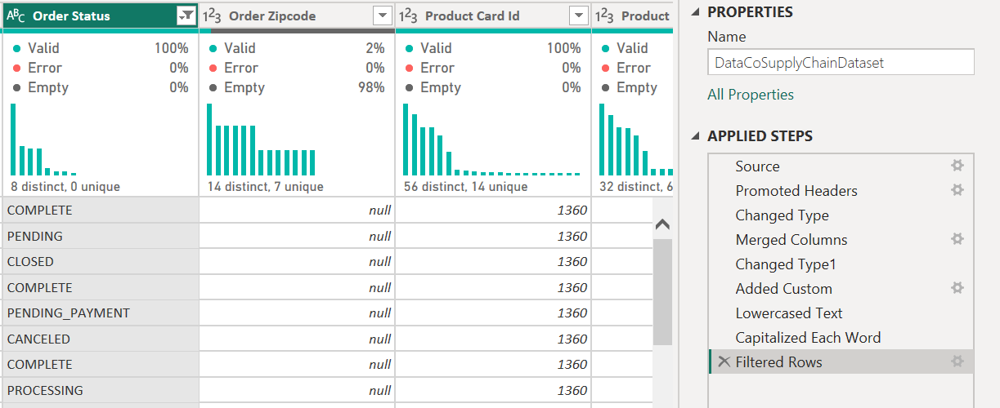 ABC Order Status
123 Order Zipcode
123 Product Card Id
123 Product
Valid 100%
Error 0%
Empty 0%
8 distinct, 0 unique
Valid 2%
Error 0%
Empty 98%
14 distinct, 7 unique
Valid 100%
Error 0%
Empty 0%
56 distinct, 14 unique
Valid
Error
Empty
32 distinct, 6
COMPLETE null 1360
PENDING null 1360
CLOSED null 1360
COMPLETE null 1360
PENDING_PAYMENT null 1360
CANCELED null 1360
COMPLETE null 1360
PROCESSING null 1360
PROPERTIES
Name
DataCoSupplyChainDataset
All Properties
APPLIED STEPS
Source
Promoted Headers
Changed Type
Merged Columns
Changed Type1
Added Custom
Lowercased Text
Capitalized Each Word
Filtered Rows